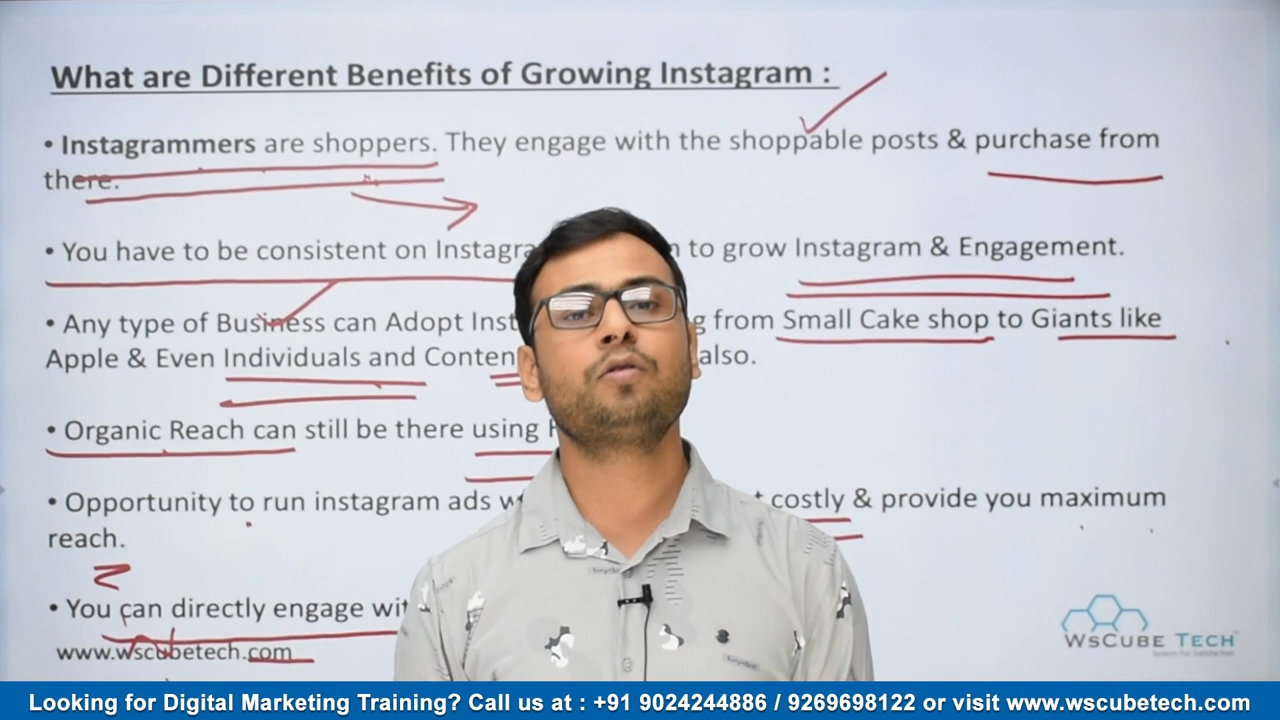 What are Different Benefits of Growing Instagram :
• Instagrammers are shoppers. They engage with the shoppable posts & purchase from
there.
• You have to be consistent on to grow Instagram & Engagement.
• Any type of Business can Adopt from Small Cake shop to Giants like
Apple & Even Individuals and also.
• Organic Reach can still be there using
• Opportunity to run instagram ads costly & provide you maximum
reach.
• You can directly engage
www.wscubetech.com
WSCUBE TECH
System For Satisfaction
Looking for Digital Marketing Training? Call us at : +91 9024244886 / 9269698122 or visit www.wscubetech.com